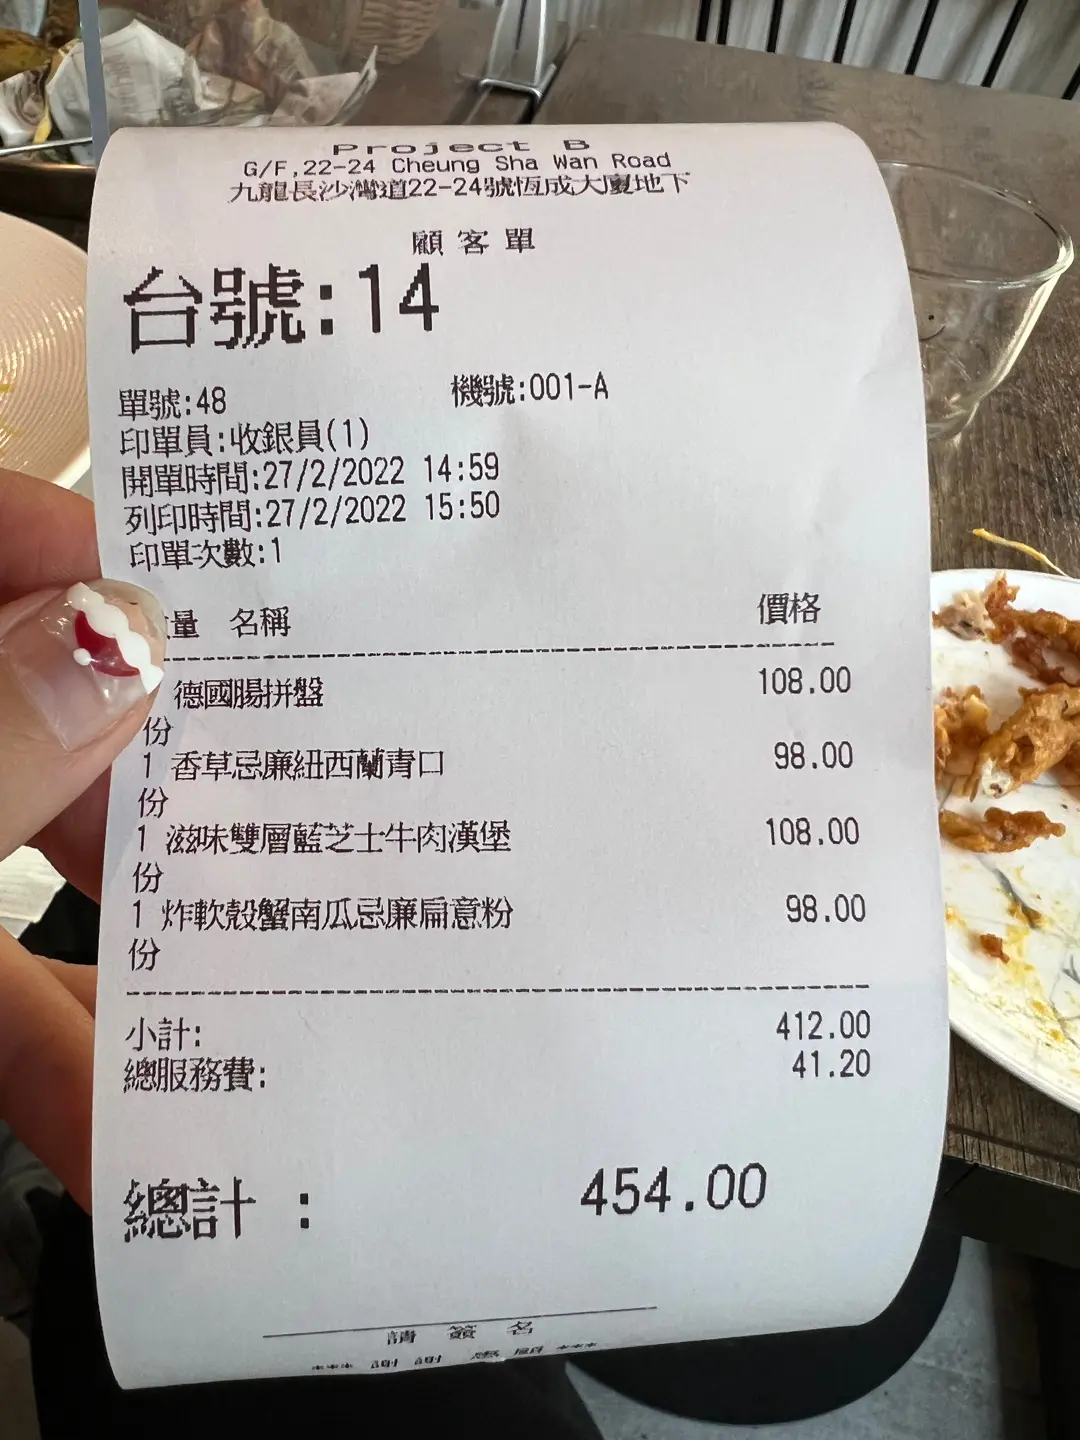 Project B
G/F,22-24 Cheung Sha Wan Road
九龍長沙灣道22-24號恆成大廈地下
顧客單
台號:14
單號:48 機號:001-A
印單員:收銀員(1)
開單時間:27/2/2022 14:59
列印時間:27/2/2022 15:50
印單次數:1
量 名稱 價格
德國腸拼盤 108.00
份
1 香草忌廉紐西蘭青口 98.00
份
1 滋味雙層藍芝士牛肉漢堡 108.00
份
1 炸軟殼蟹南瓜忌廉扁意粉 98.00
份
小計: 412.00
總服務費: 41.20
總計 : 454.00
請簽名
*** 謝謝 惠顧 ***